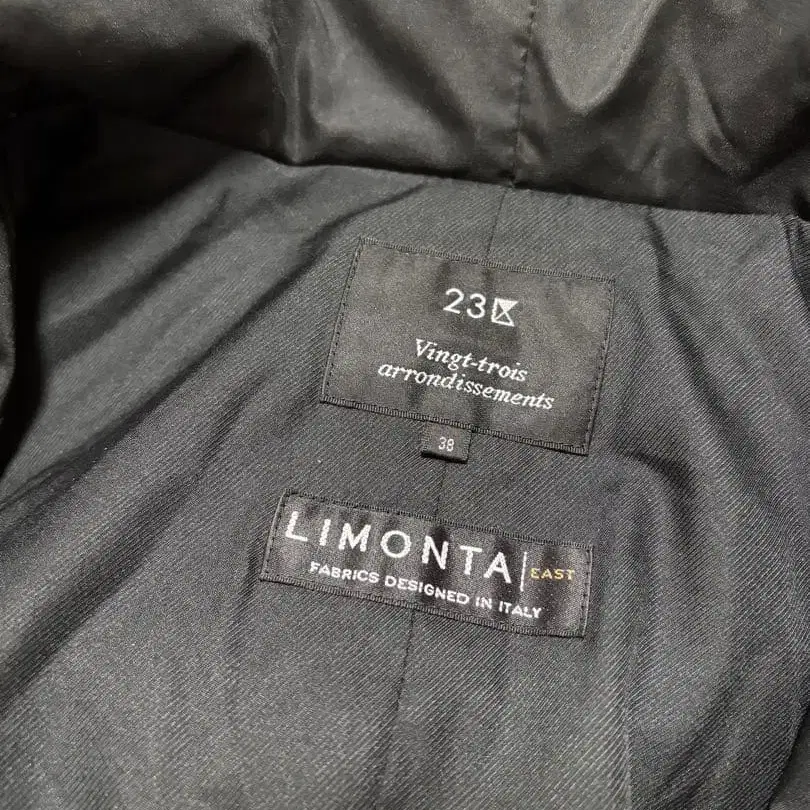 23区
Vingt-trois
arrondissements
38
LIMONTA | EAST
FABRICS DESIGNED IN ITALY